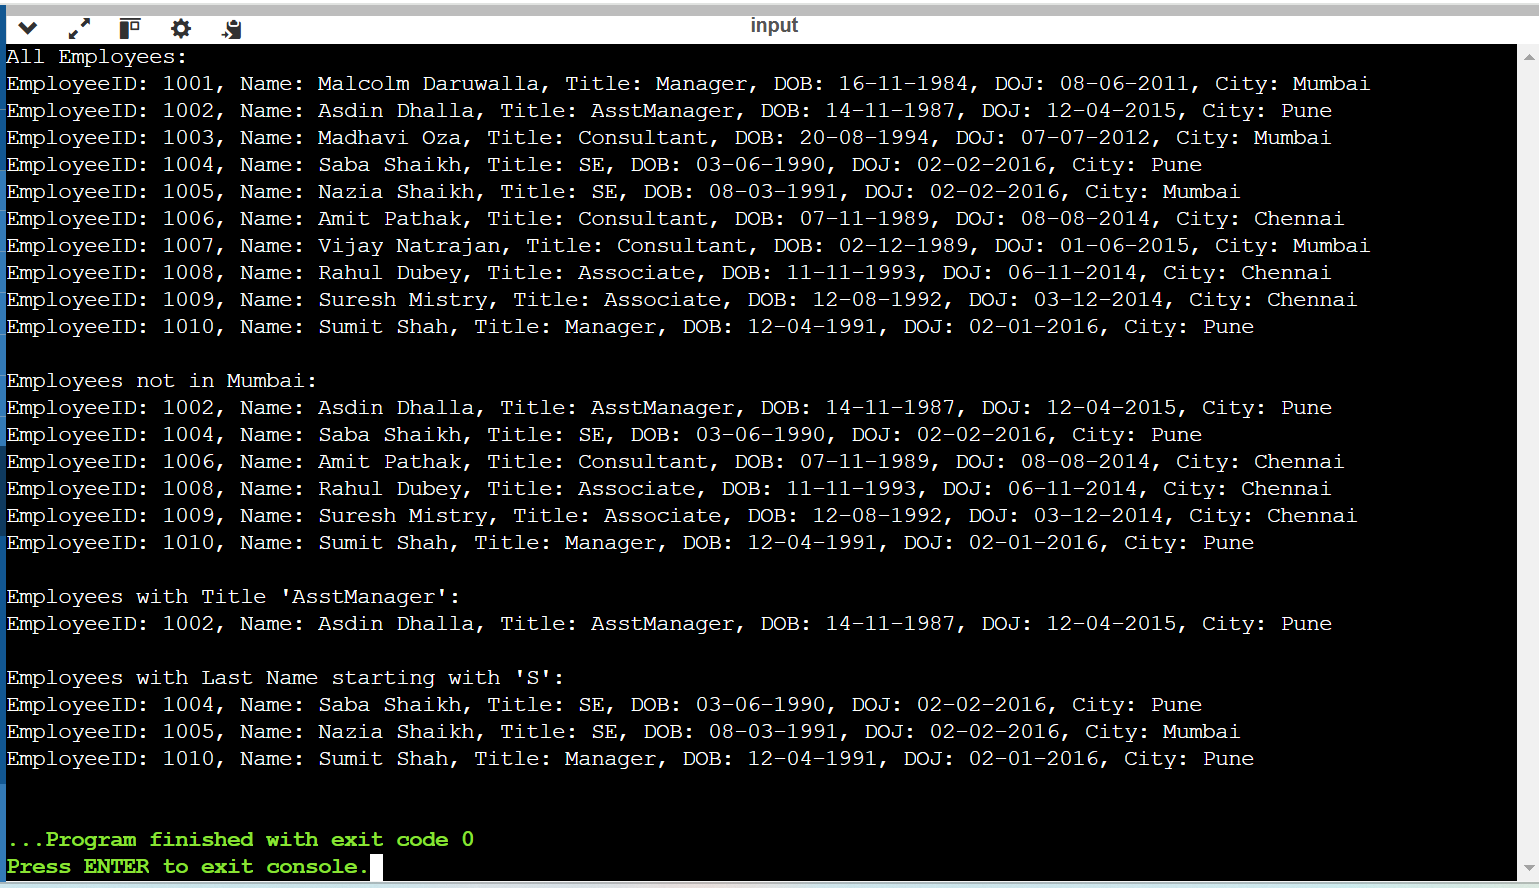 input
All Employees:
EmployeeID: 1001, Name: Malcolm Daruwalla, Title: Manager, DOB: 16-11-1984, DOJ: 08-06-2011, City: Mumbai
EmployeeID: 1002, Name: Asdin Dhalla, Title: AsstManager, DOB: 14-11-1987, DOJ: 12-04-2015, City: Pune
EmployeeID: 1003, Name: Madhavi Oza, Title: Consultant, DOB: 20-08-1994, DOJ: 07-07-2012, City: Mumbai
EmployeeID: 1004, Name: Saba Shaikh, Title: SE, DOB: 03-06-1990, DOJ: 02-02-2016, City: Pune
EmployeeID: 1005, Name: Nazia Shaikh, Title: SE, DOB: 08-03-1991, DOJ: 02-02-2016, City: Mumbai
EmployeeID: 1006, Name: Amit Pathak, Title: Consultant, DOB: 07-11-1989, DOJ: 08-08-2014, City: Chennai
EmployeeID: 1007, Name: Vijay Natrajan, Title: Consultant, DOB: 02-12-1989, DOJ: 01-06-2015, City: Mumbai
EmployeeID: 1008, Name: Rahul Dubey, Title: Associate, DOB: 11-11-1993, DOJ: 06-11-2014, City: Chennai
EmployeeID: 1009, Name: Suresh Mistry, Title: Associate, DOB: 12-08-1992, DOJ: 03-12-2014, City: Chennai
EmployeeID: 1010, Name: Sumit Shah, Title: Manager, DOB: 12-04-1991, DOJ: 02-01-2016, City: Pune
Employees not in Mumbai:
EmployeeID: 1002, Name: Asdin Dhalla, Title: AsstManager, DOB: 14-11-1987, DOJ: 12-04-2015, City: Pune
EmployeeID: 1004, Name: Saba Shaikh, Title: SE, DOB: 03-06-1990, DOJ: 02-02-2016, City: Pune
EmployeeID: 1006, Name: Amit Pathak, Title: Consultant, DOB: 07-11-1989, DOJ: 08-08-2014, City: Chennai
EmployeeID: 1008, Name: Rahul Dubey, Title: Associate, DOB: 11-11-1993, DOJ: 06-11-2014, City: Chennai
EmployeeID: 1009, Name: Suresh Mistry, Title: Associate, DOB: 12-08-1992, DOJ: 03-12-2014, City: Chennai
EmployeeID: 1010, Name: Sumit Shah, Title: Manager, DOB: 12-04-1991, DOJ: 02-01-2016, City: Pune
Employees with Title 'AsstManager':
EmployeeID: 1002, Name: Asdin Dhalla, Title: AsstManager, DOB: 14-11-1987, DOJ: 12-04-2015, City: Pune
Employees with Last Name starting with 'S':
EmployeeID: 1004, Name: Saba Shaikh, Title: SE, DOB: 03-06-1990, DOJ: 02-02-2016, City: Pune
EmployeeID: 1005, Name: Nazia Shaikh, Title: SE, DOB: 08-03-1991, DOJ: 02-02-2016, City: Mumbai
EmployeeID: 1010, Name: Sumit Shah, Title: Manager, DOB: 12-04-1991, DOJ: 02-01-2016, City: Pune
...Program finished with exit code 0
Press ENTER to exit console.